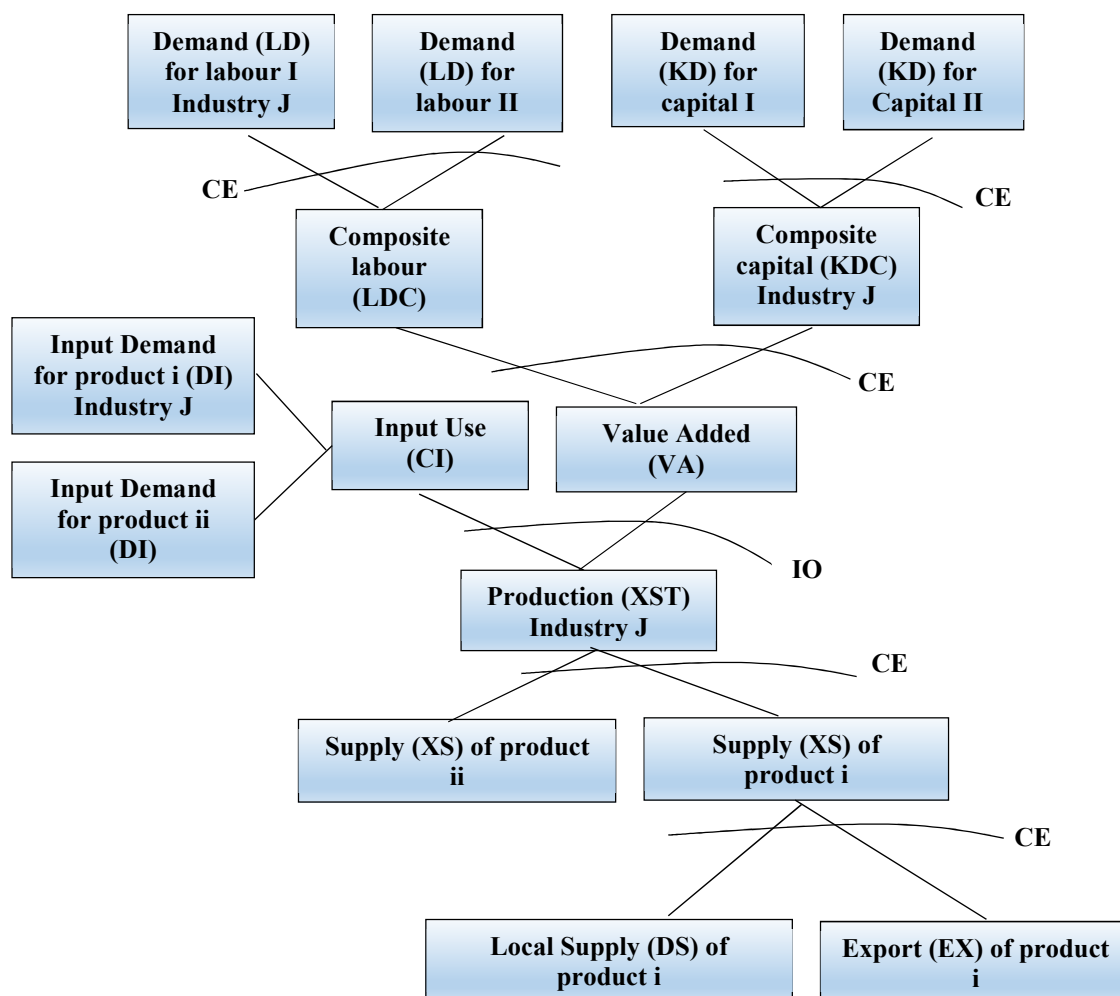 Demand (LD)
for labour I
Industry J
Demand
(LD) for
labour II
Demand
(KD) for
capital I
Demand
(KD) for
Capital II
CE
CE
Composite
labour
(LDC)
Composite
capital (KDC)
Industry J
Input Demand
for product i (DI)
Industry J
CE
Input Use
(CI)
Value Added
(VA)
Input Demand
for product ii
(DI)
IO
Production (XST)
Industry J
CE
Supply (XS) of product
ii
Supply (XS) of
product i
CE
Local Supply (DS) of
product i
Export (EX) of product
i